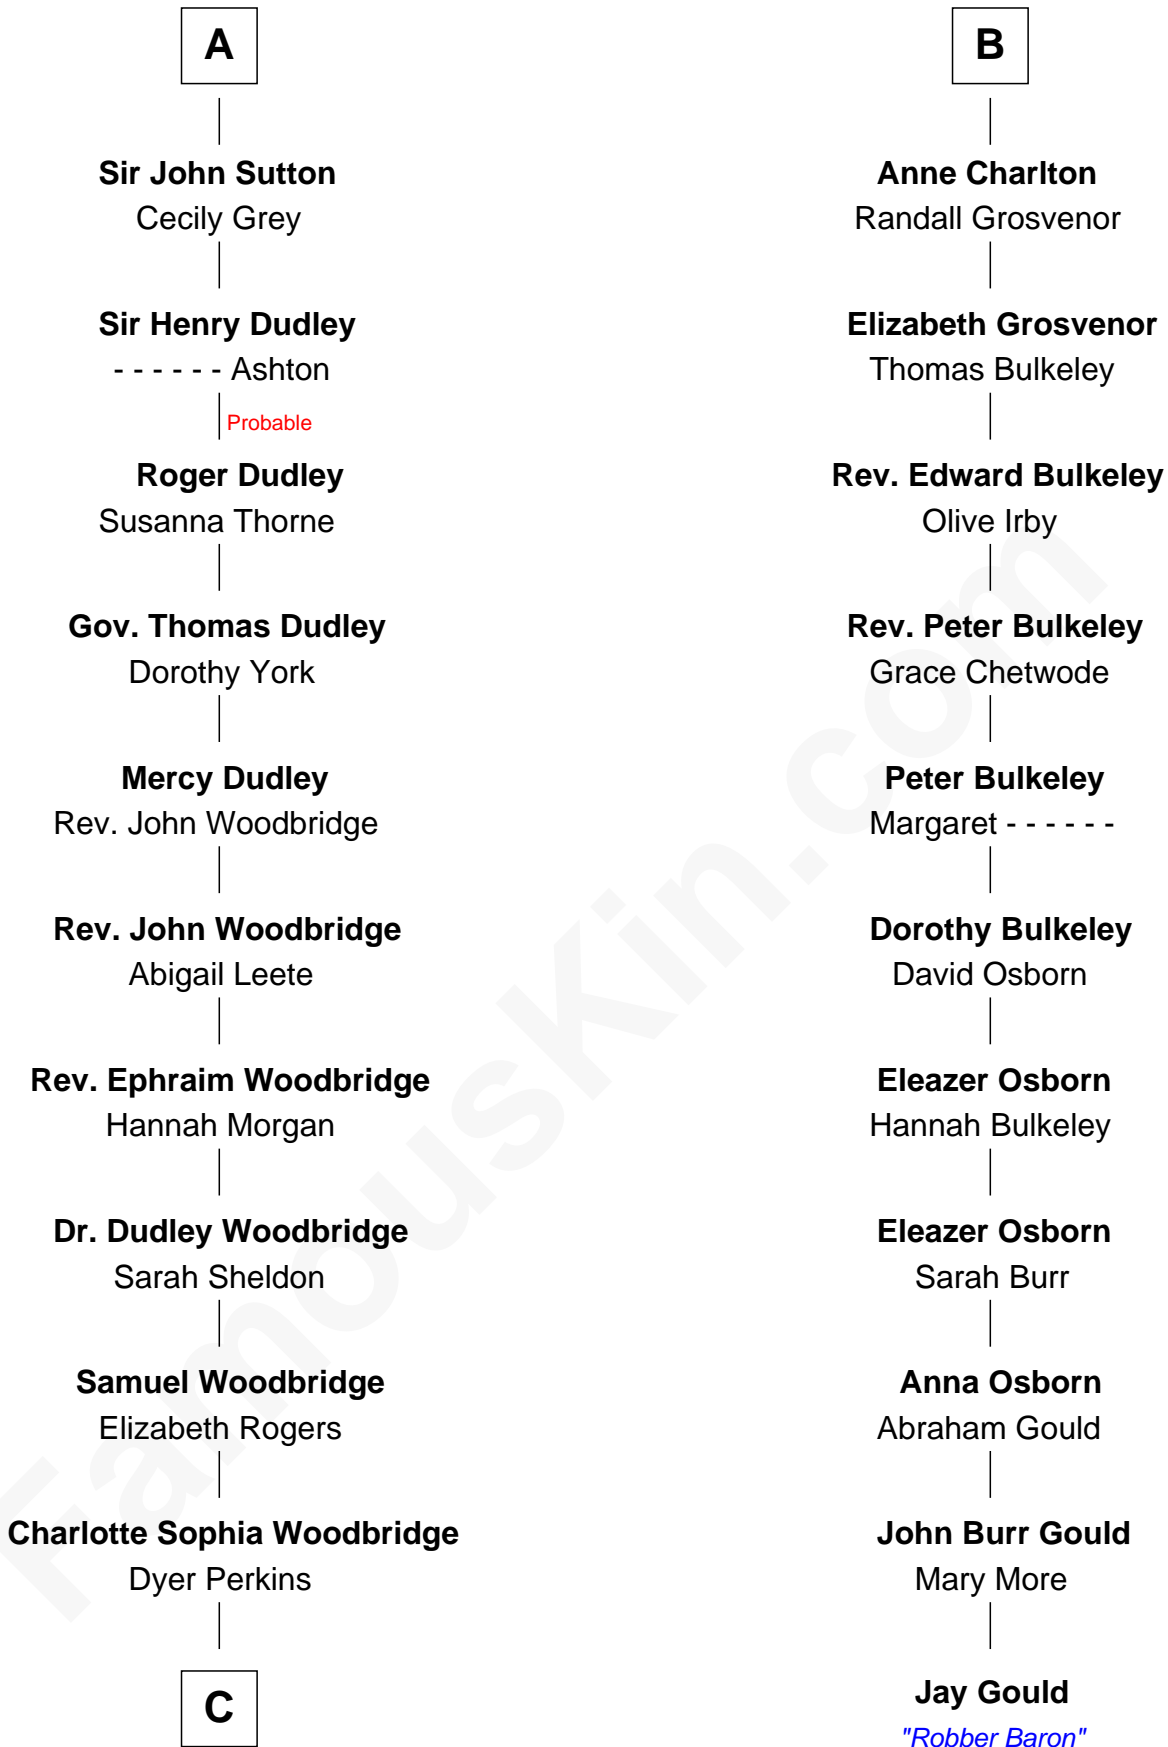 A
Sir John Sutton
Cecily Grey
Sir Henry Dudley
- - - - - - Ashton
Probable
Roger Dudley
Susanna Thorne
Gov. Thomas Dudley
Dorothy York
Mercy Dudley
Rev. John Woodbridge
Rev. John Woodbridge
Abigail Leete
Rev. Ephraim Woodbridge
Hannah Morgan
Dr. Dudley Woodbridge
Sarah Sheldon
Samuel Woodbridge
Elizabeth Rogers
Charlotte Sophia Woodbridge
Dyer Perkins
C
B
Anne Charlton
Randall Grosvenor
Elizabeth Grosvenor
Thomas Bulkeley
Rev. Edward Bulkeley
Olive Irby
Rev. Peter Bulkeley
Grace Chetwode
Peter Bulkeley
Margaret - - - - - -
Dorothy Bulkeley
David Osborn
Eleazer Osborn
Hannah Bulkeley
Eleazer Osborn
Sarah Burr
Anna Osborn
Abraham Gould
John Burr Gould
Mary More
Jay Gould
"Robber Baron"
FamousKin.com